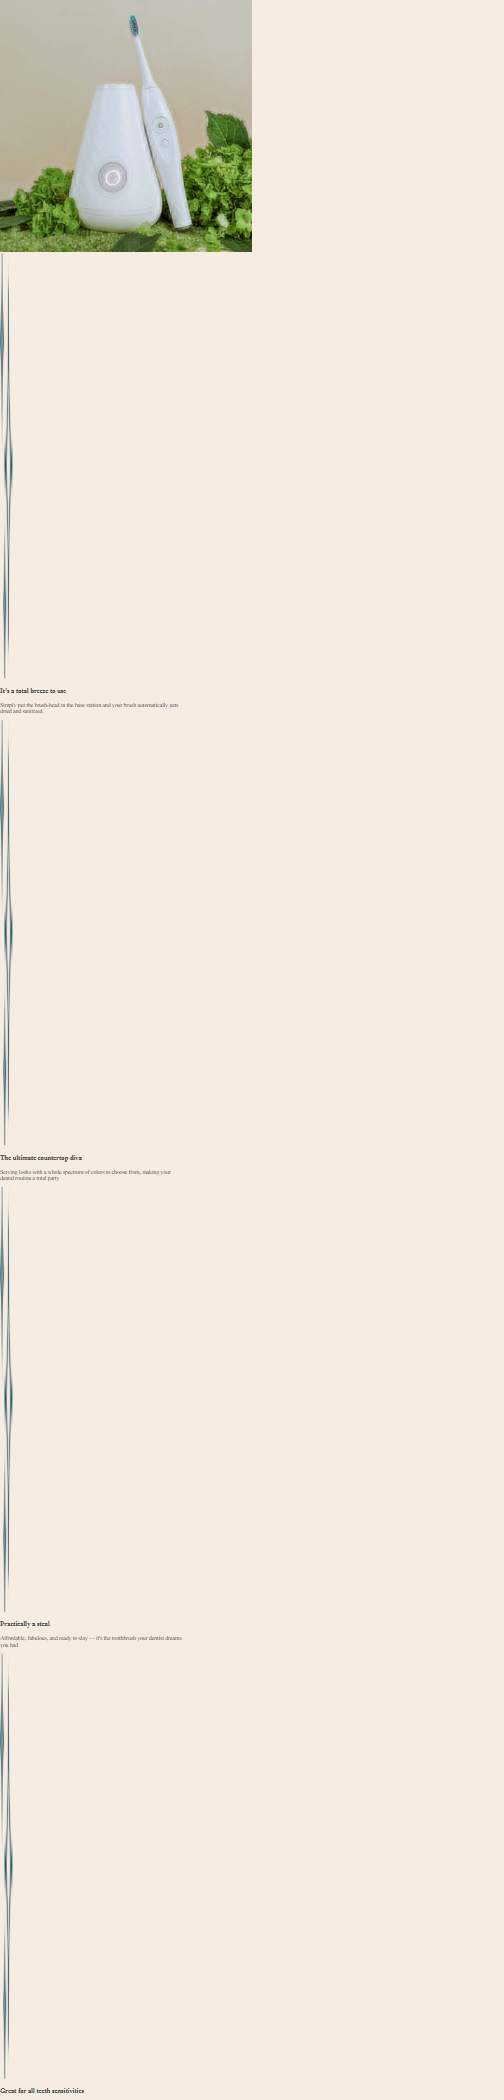 It's a total breeze to use
Simply put the brush-head in the base station and your brush automatically gets
dried and sanitized.
The ultimate countertop diva
Serving looks with a whole spectrum of colors to choose from, making your
dental routine a total party
Practically a steal
Affordable, fabulous, and ready to slay — it's the toothbrush your dentist dreams
you had
Great for all teeth sensitivities